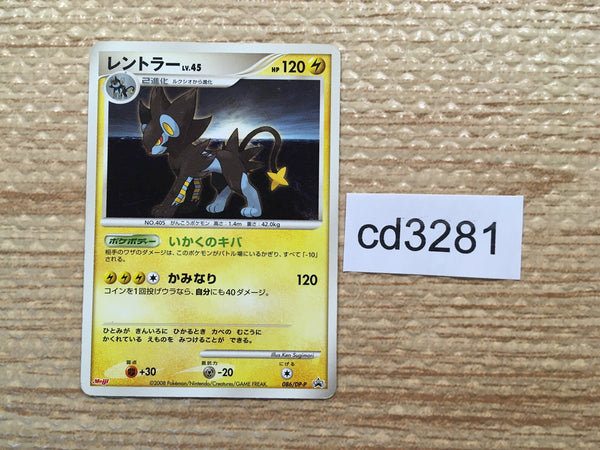 レントラー LV.45 HP 120
2進化 ルクシオから進化
NO.405 がんこうポケモン 高さ：1.4m 重さ：42.0kg
ポケボディー いかくのキバ
相手のワザのダメージは、このポケモンがバトル場にいるかぎり、すべて「-10」
される。
かみなり 120
コインを1回投げウラなら、自分にも40ダメージ。
ひとみが きんいろに ひかるとき カベの むこうに
かくれている えものを みつけることが できる。
Illus.Ken Sugimori
弱点 抵抗力 にげる
+30 -20
Meiji ©2008 Pokémon/Nintendo/Creatures/GAME FREAK. 086/DP-P
cd3281